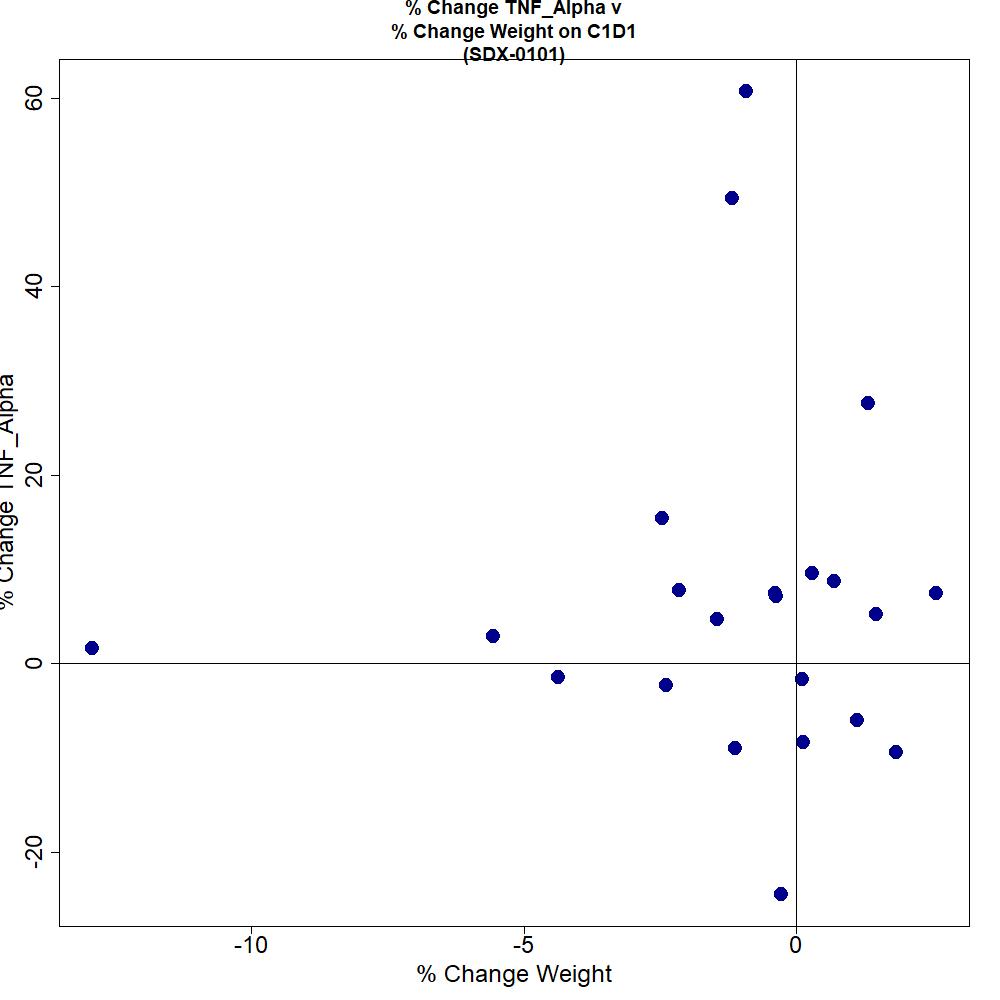 % Change TNF_Alpha v
% Change Weight on C1D1
(SDX-0101)
60
40
20
0
-20
% Change TNF_Alpha
-10
-5
0
% Change Weight